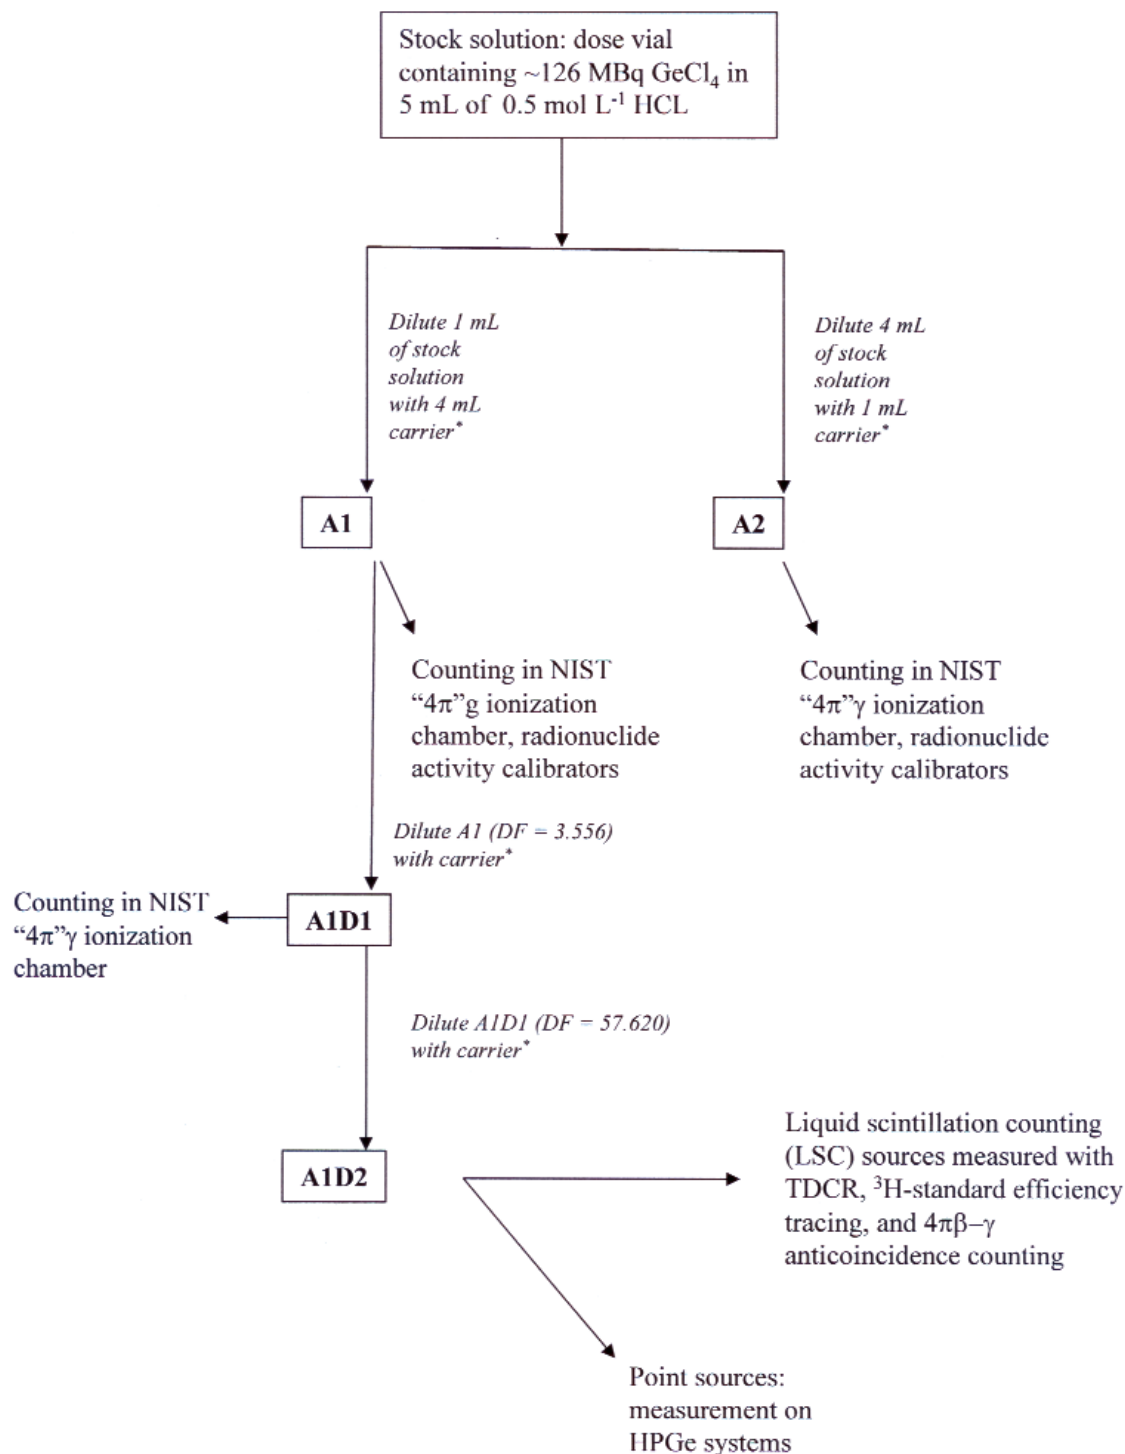 Stock solution: dose vial
containing ~126 MBq GeCl₄ in
5 mL of 0.5 mol L⁻¹ HCL
Dilute 1 mL
of stock
solution
with 4 mL
carrier*
Dilute 4 mL
of stock
solution
with 1 mL
carrier*
A1
A2
Counting in NIST
“4π”g ionization
chamber, radionuclide
activity calibrators
Counting in NIST
“4π”γ ionization
chamber, radionuclide
activity calibrators
Dilute A1 (DF = 3.556)
with carrier*
Counting in NIST
“4π”γ ionization
chamber
A1D1
Dilute A1D1 (DF = 57.620)
with carrier*
A1D2
Liquid scintillation counting
(LSC) sources measured with
TDCR, ³H-standard efficiency
tracing, and 4πβ–γ
anticoincidence counting
Point sources:
measurement on
HPGe systems